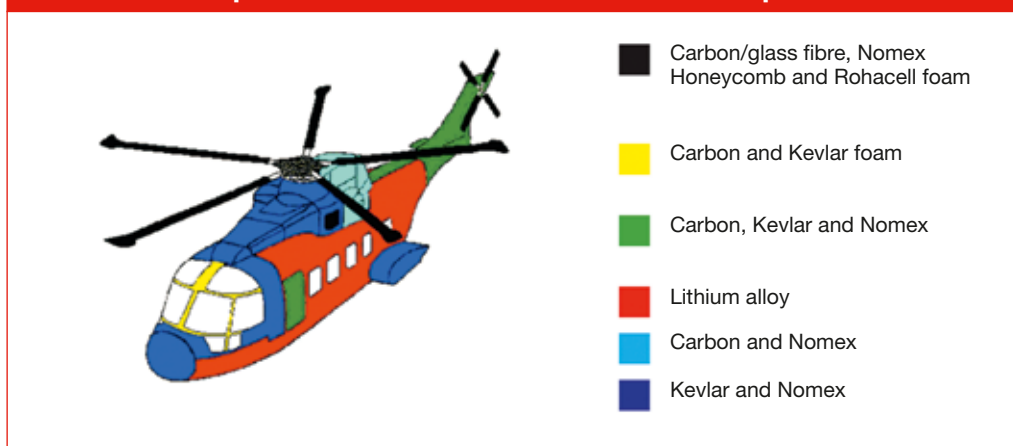 Carbon/glass fibre, Nomex
Honeycomb and Rohacell foam
Carbon and Kevlar foam
Carbon, Kevlar and Nomex
Lithium alloy
Carbon and Nomex
Kevlar and Nomex